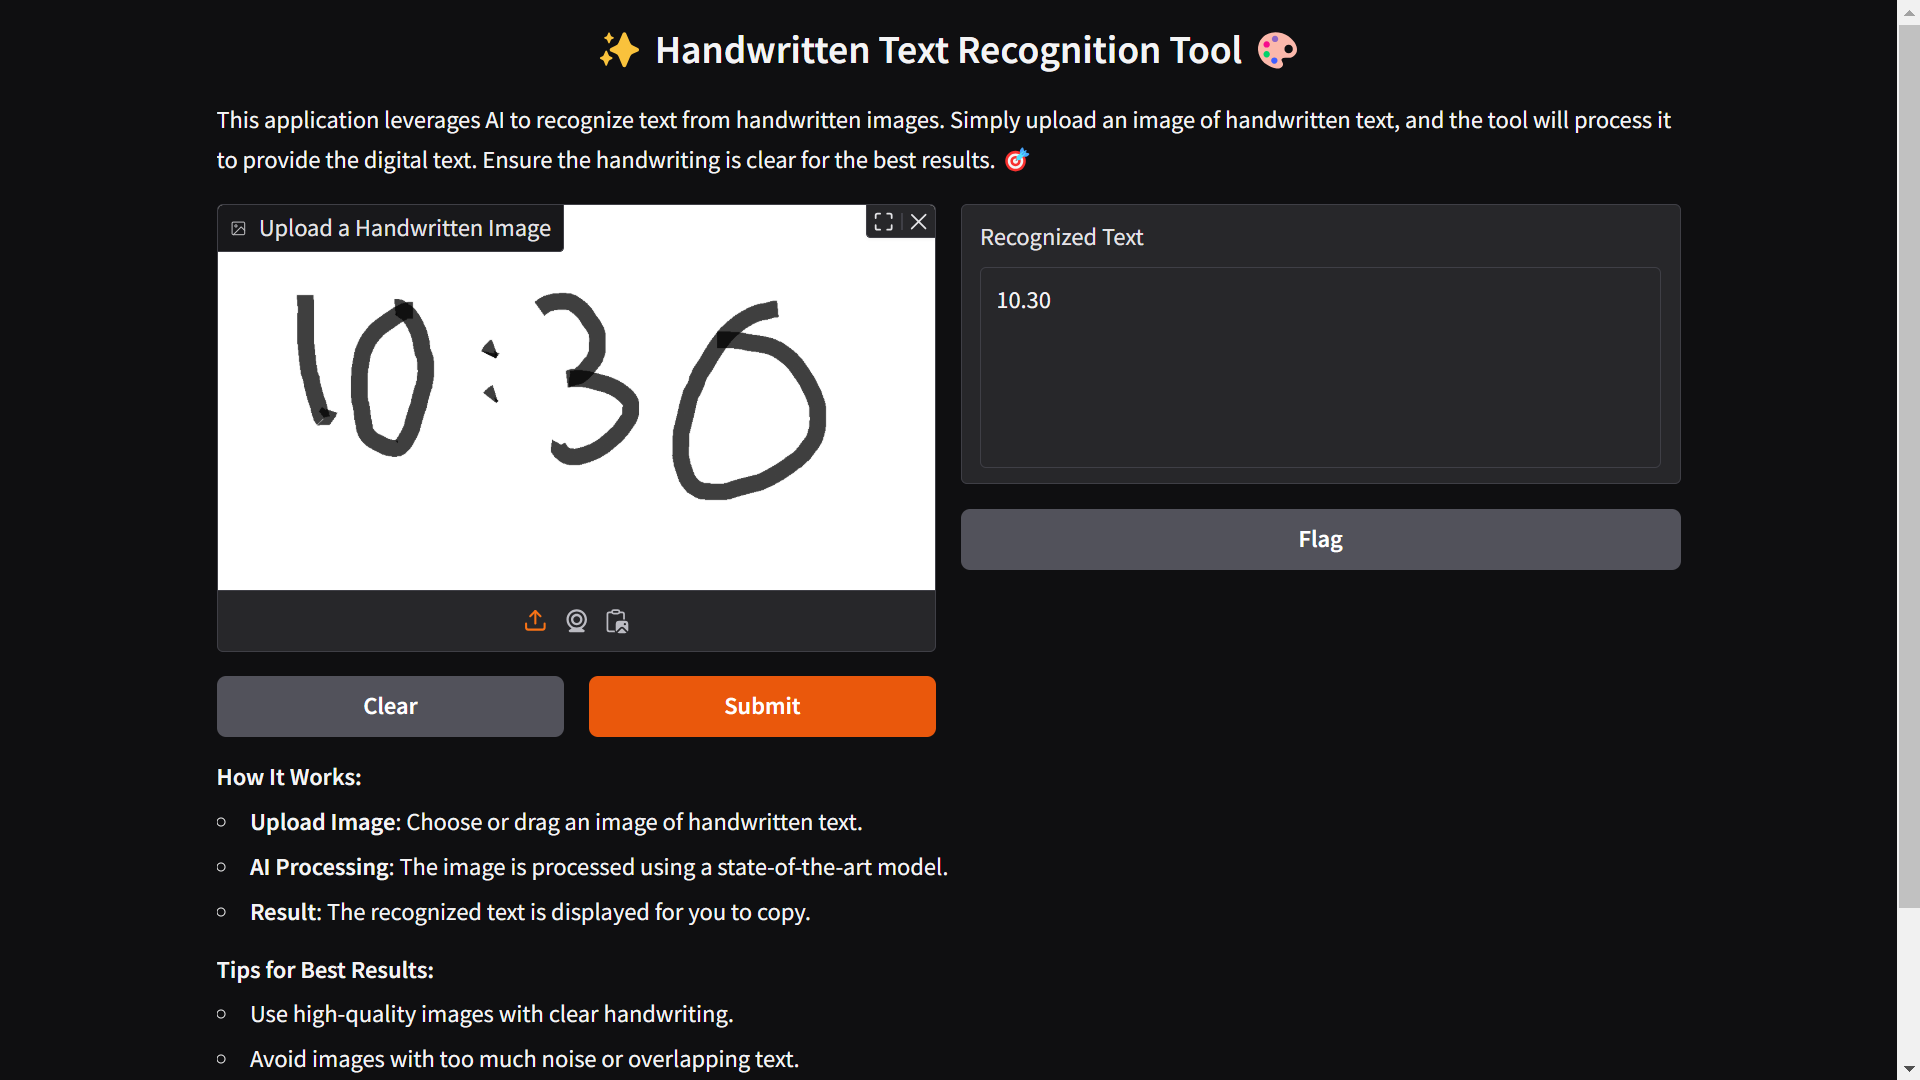 ✨ Handwritten Text Recognition Tool 🎨
This application leverages AI to recognize text from handwritten images. Simply upload an image of handwritten text, and the tool will process it
to provide the digital text. Ensure the handwriting is clear for the best results. 🎯
Upload a Handwritten Image
10:30
Recognized Text
10.30
Flag
Clear
Submit
How It Works:
Upload Image: Choose or drag an image of handwritten text.
AI Processing: The image is processed using a state-of-the-art model.
Result: The recognized text is displayed for you to copy.
Tips for Best Results:
Use high-quality images with clear handwriting.
Avoid images with too much noise or overlapping text.